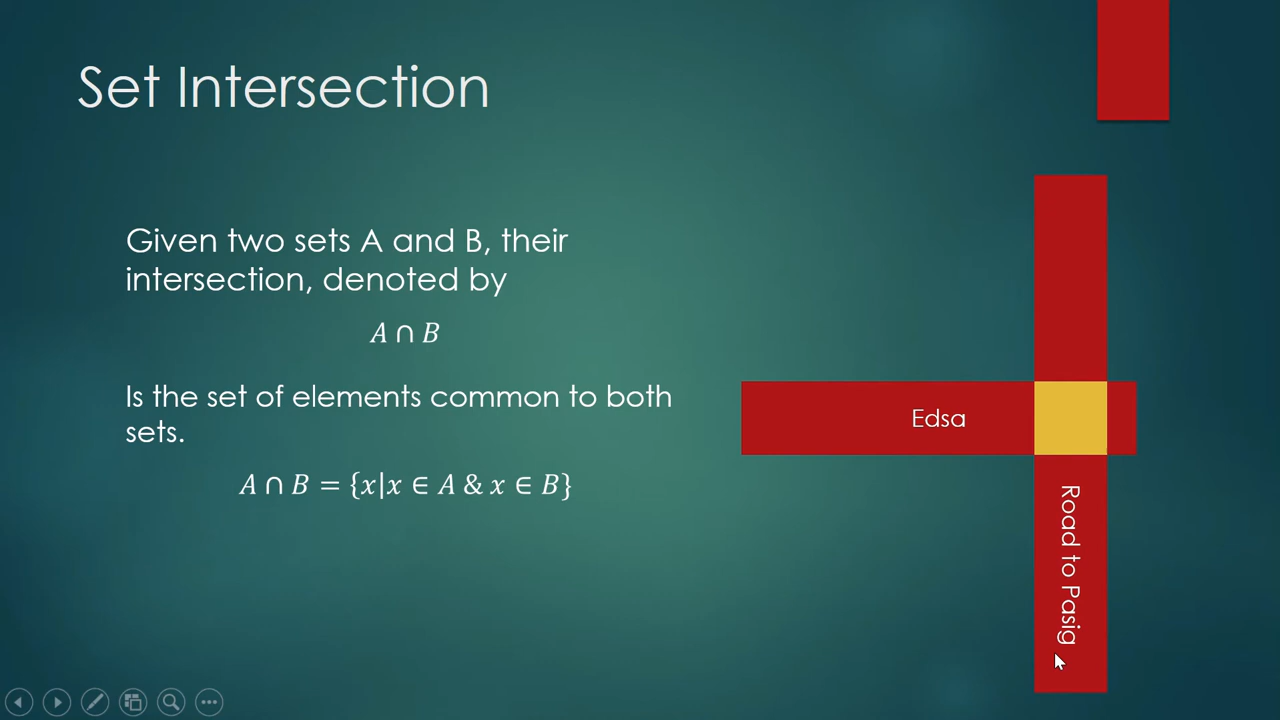 Set Intersection
Given two sets A and B, their
intersection, denoted by
A ∩ B
Is the set of elements common to both
sets.
A ∩ B = {x|x ∈ A & x ∈ B}
Edsa
Road to Pasig